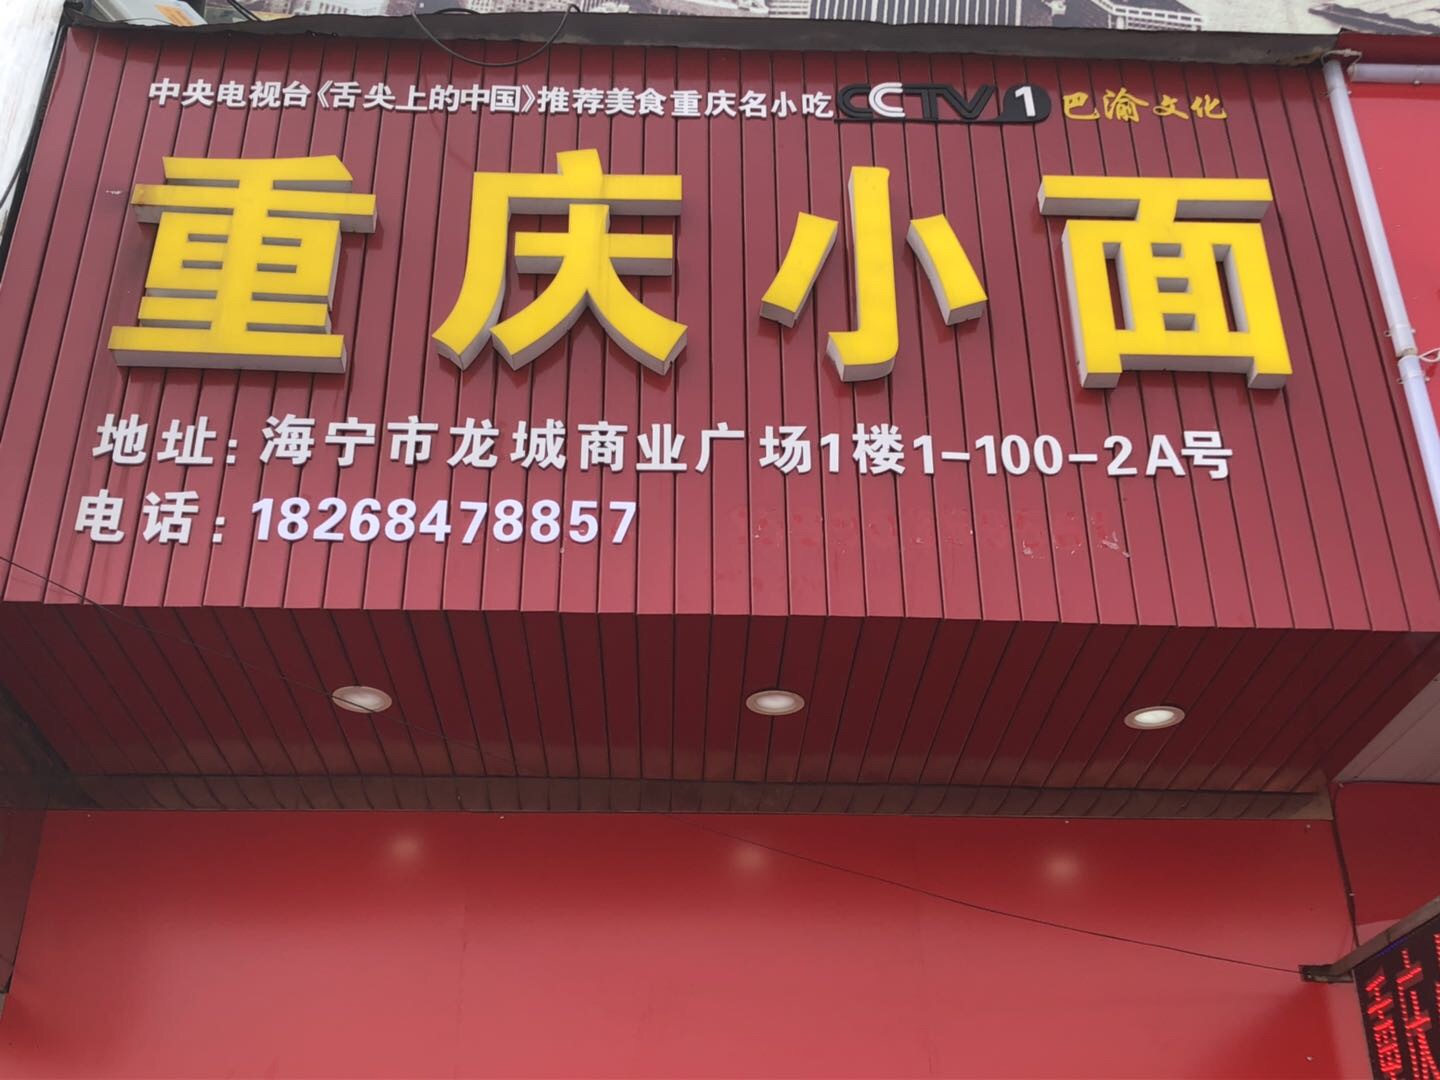 中央电视台《舌尖上的中国》推荐美食重庆名小吃 CCTV 1 巴渝文化
重庆小面
地址：海宁市龙城商业广场1楼1-100-2A号
电话：18268478857